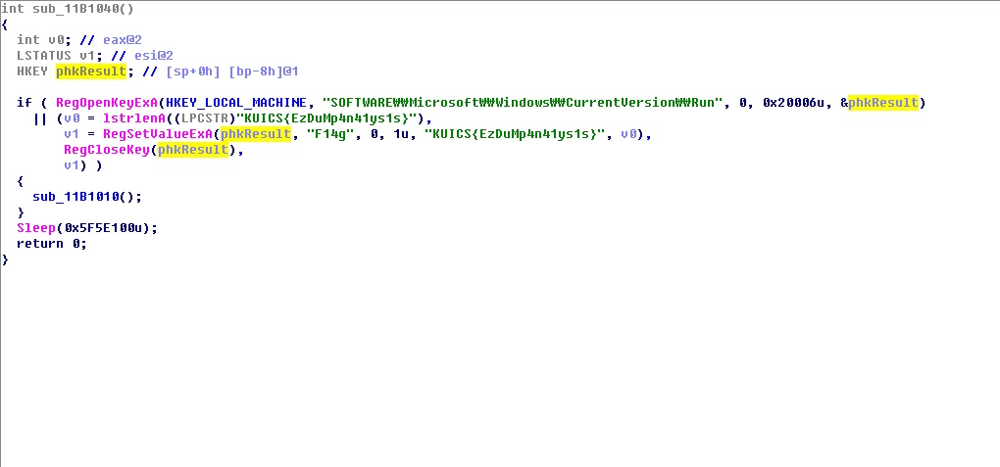 int sub_11B1040()
{
  int v0; // eax@2
  LSTATUS v1; // esi@2
  HKEY phkResult; // [sp+0h] [bp-8h]@1
  if ( RegOpenKeyExA(HKEY_LOCAL_MACHINE, "SOFTWARE₩₩Microsoft₩₩Windows₩₩CurrentVersion₩₩Run", 0, 0x20006u, &phkResult)
    || (v0 = lstrlenA((LPCSTR)"KUICS{EzDuMp4n41ys1s}"),
        v1 = RegSetValueExA(phkResult, "F14g", 0, 1u, "KUICS{EzDuMp4n41ys1s}", v0),
        RegCloseKey(phkResult),
        v1) )
  {
    sub_11B1010();
  }
  Sleep(0x5F5E100u);
  return 0;
}